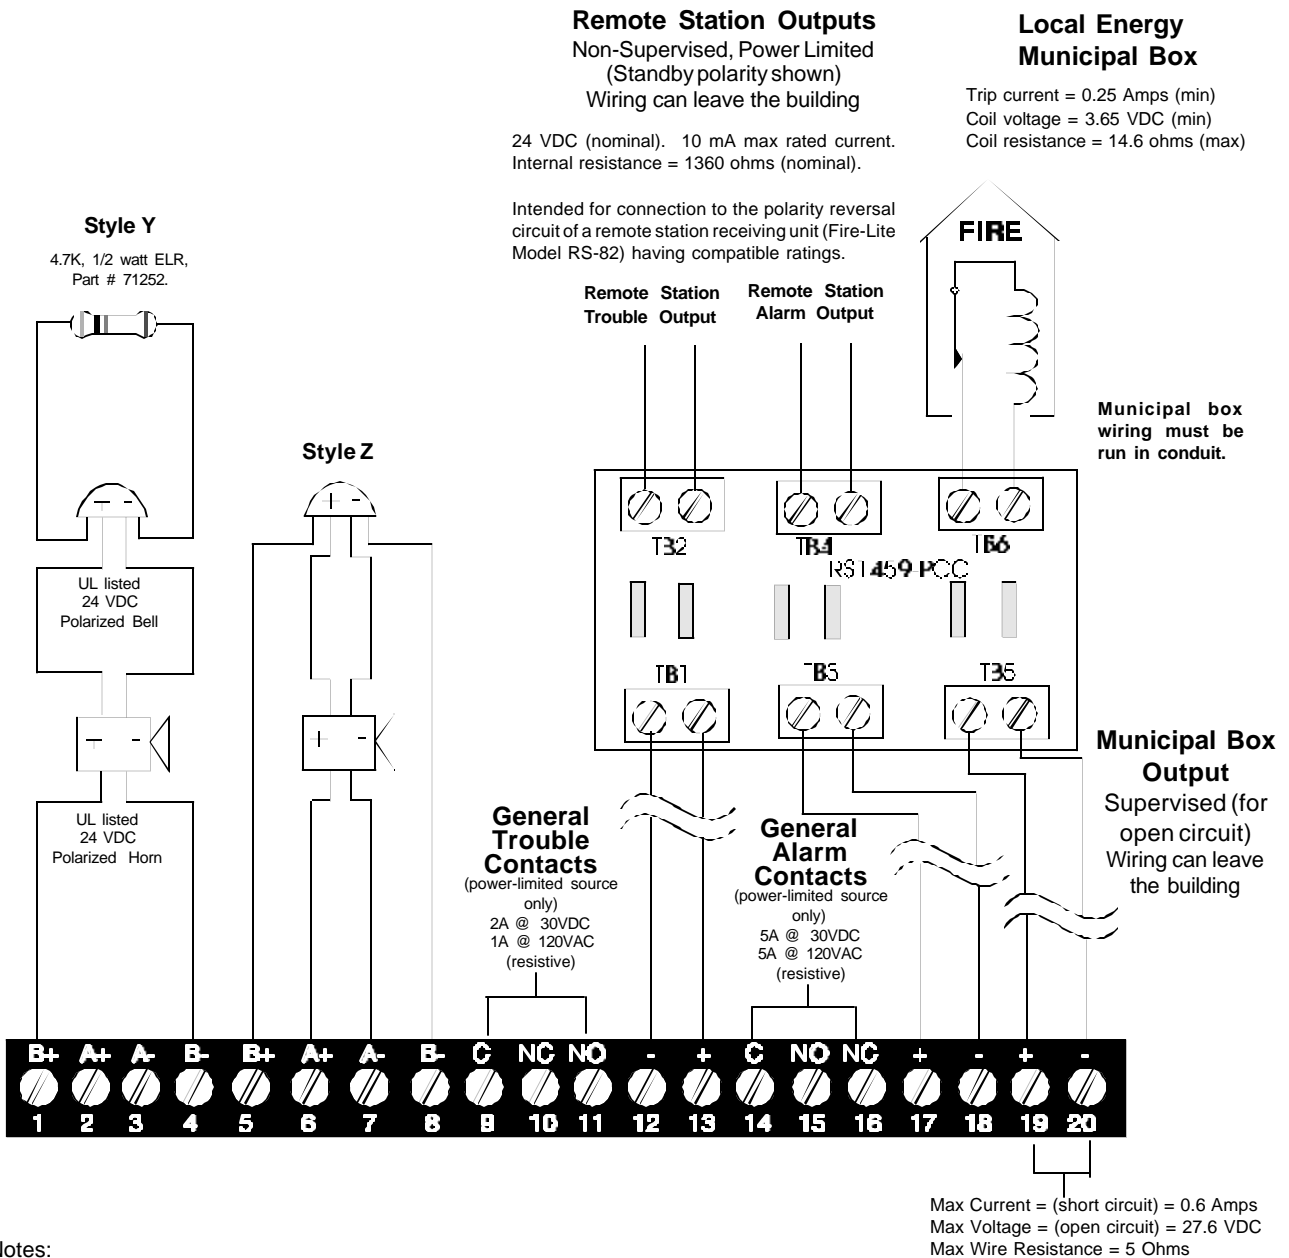 Remote Station Outputs
Non-Supervised, Power Limited
(Standby polarity shown)
Wiring can leave the building
24 VDC (nominal). 10 mA max rated current.
Internal resistance = 1360 ohms (nominal).
Intended for connection to the polarity reversal
circuit of a remote station receiving unit (Fire-Lite
Model RS-82) having compatible ratings.
Local Energy
Municipal Box
Trip current = 0.25 Amps (min)
Coil voltage = 3.65 VDC (min)
Coil resistance = 14.6 ohms (max)
FIRE
Style Y
4.7K, 1/2 watt ELR,
Part # 71252.
Remote Station
Trouble Output
Remote Station
Alarm Output
Municipal box
wiring must be
run in conduit.
Style Z
+ -
+ -
TB2
TB4
TB6
RS1459-PCC
UL listed
24 VDC
Polarized Bell
TB1
TB3
TB5
+ -
+ -
UL listed
24 VDC
Polarized Horn
Municipal Box
Output
Supervised (for
open circuit)
Wiring can leave
the building
General
Trouble
Contacts
(power-limited source
only)
2A @ 30VDC
1A @ 120VAC
(resistive)
General
Alarm
Contacts
(power-limited source
only)
5A @ 30VDC
5A @ 120VAC
(resistive)
B+ A+ A- B- B+ A+ A- B- C NC NO - + C NO NC + - + -
1 2 3 4 5 6 7 8 9 10 11 12 13 14 15 16 17 18 19 20
Max Current = (short circuit) = 0.6 Amps
Max Voltage = (open circuit) = 27.6 VDC
Max Wire Resistance = 5 Ohms
otes: